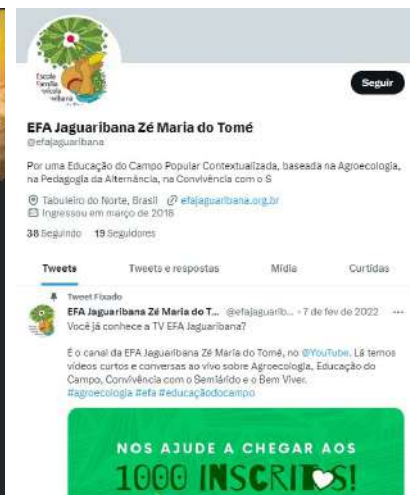 Escola
Família
Agrícola
Jaguaribana
Seguir
EFA Jaguaribana Zé Maria do Tomé
@efajaguaribana
Por uma Educação do Campo Popular Contextualizada, baseada na Agroecologia,
na Pedagogia da Alternância, na Convivência com o S
Tabuleiro do Norte, Brasil efajaguaribana.org.br
Ingressou em março de 2018
38 Seguindo 19 Seguidores
Tweets Tweets e respostas Mídia Curtidas
Tweet Fixado
EFA Jaguaribana Zé Maria do T... @efajaguarib... · 7 de fev de 2022 ...
Você já conhece a TV EFA Jaguaribana?
É o canal da EFA Jaguaribana Zé Maria do Tomé, no @YouTube. Lá temos
vídeos curtos e conversas ao vivo sobre Agroecologia, Educação do
Campo, Convivência com o Semiárido e o Bem Viver.
#agroecologia #efa #educaçãodocampo
NOS AJUDE A CHEGAR AOS
1000 INSCRITOS!